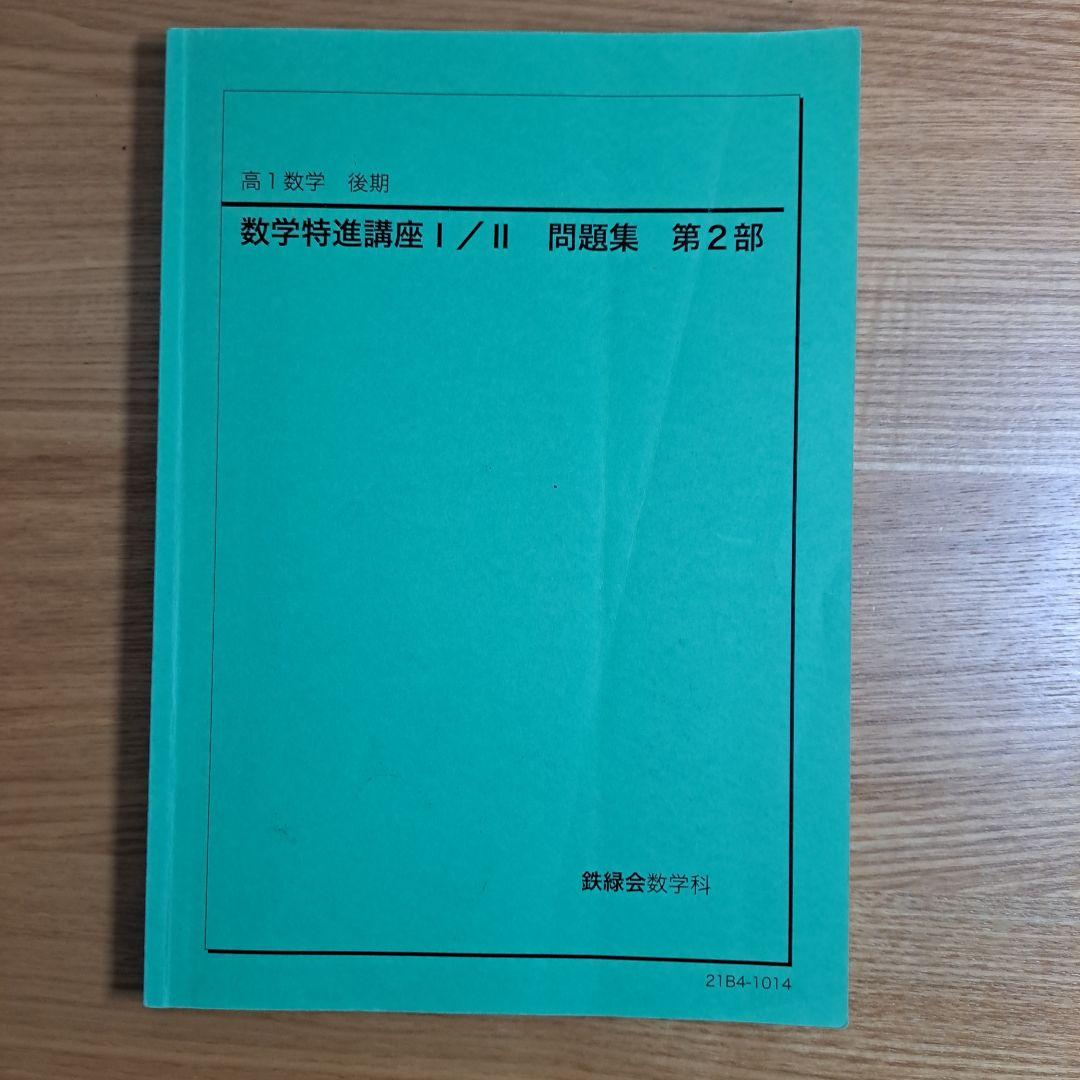 高1数学　後期
数学特進講座Ⅰ／Ⅱ　問題集　第2部
鉄緑会数学科
21B4-1014